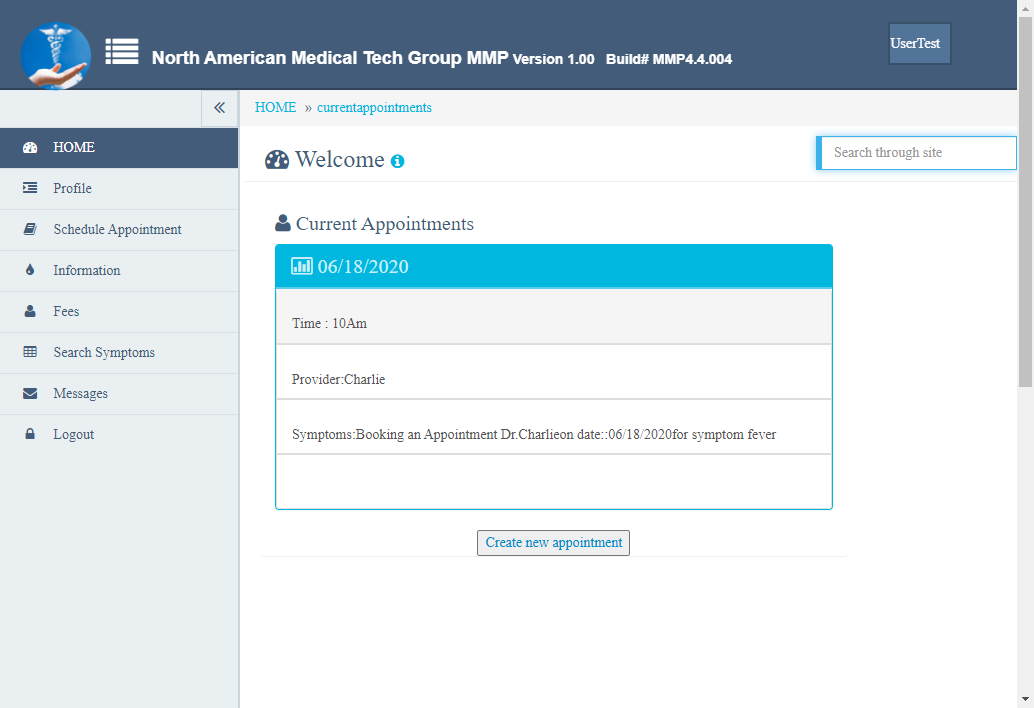 North American Medical Tech Group MMP Version 1.00 Build# MMP4.4.004
UserTest
HOME » currentappointments
HOME
Profile
Schedule Appointment
Information
Fees
Search Symptoms
Messages
Logout
Welcome
Search through site
Current Appointments
06/18/2020
Time : 10Am
Provider:Charlie
Symptoms:Booking an Appointment Dr.Charlieon date::06/18/2020for symptom fever
Create new appointment